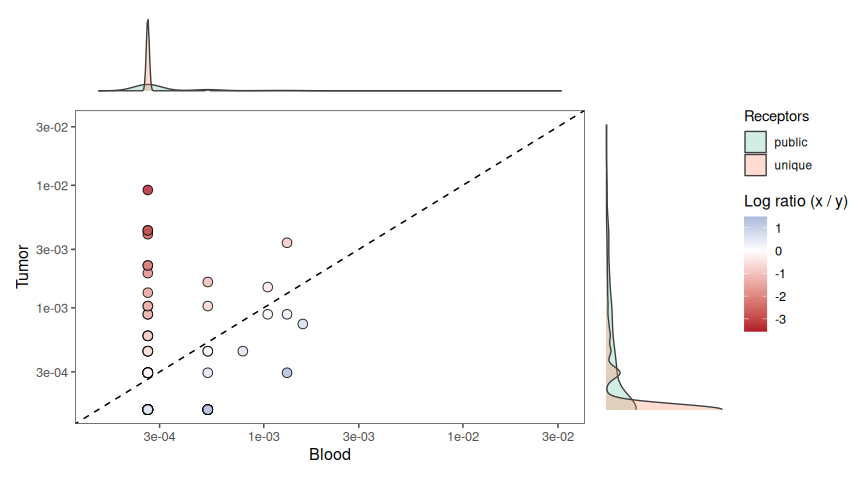 3e-02
1e-02
3e-03
1e-03
3e-04
Tumor
3e-04
1e-03
3e-03
1e-02
3e-02
Blood
Receptors
public
unique
Log ratio (x / y)
1
0
-1
-2
-3